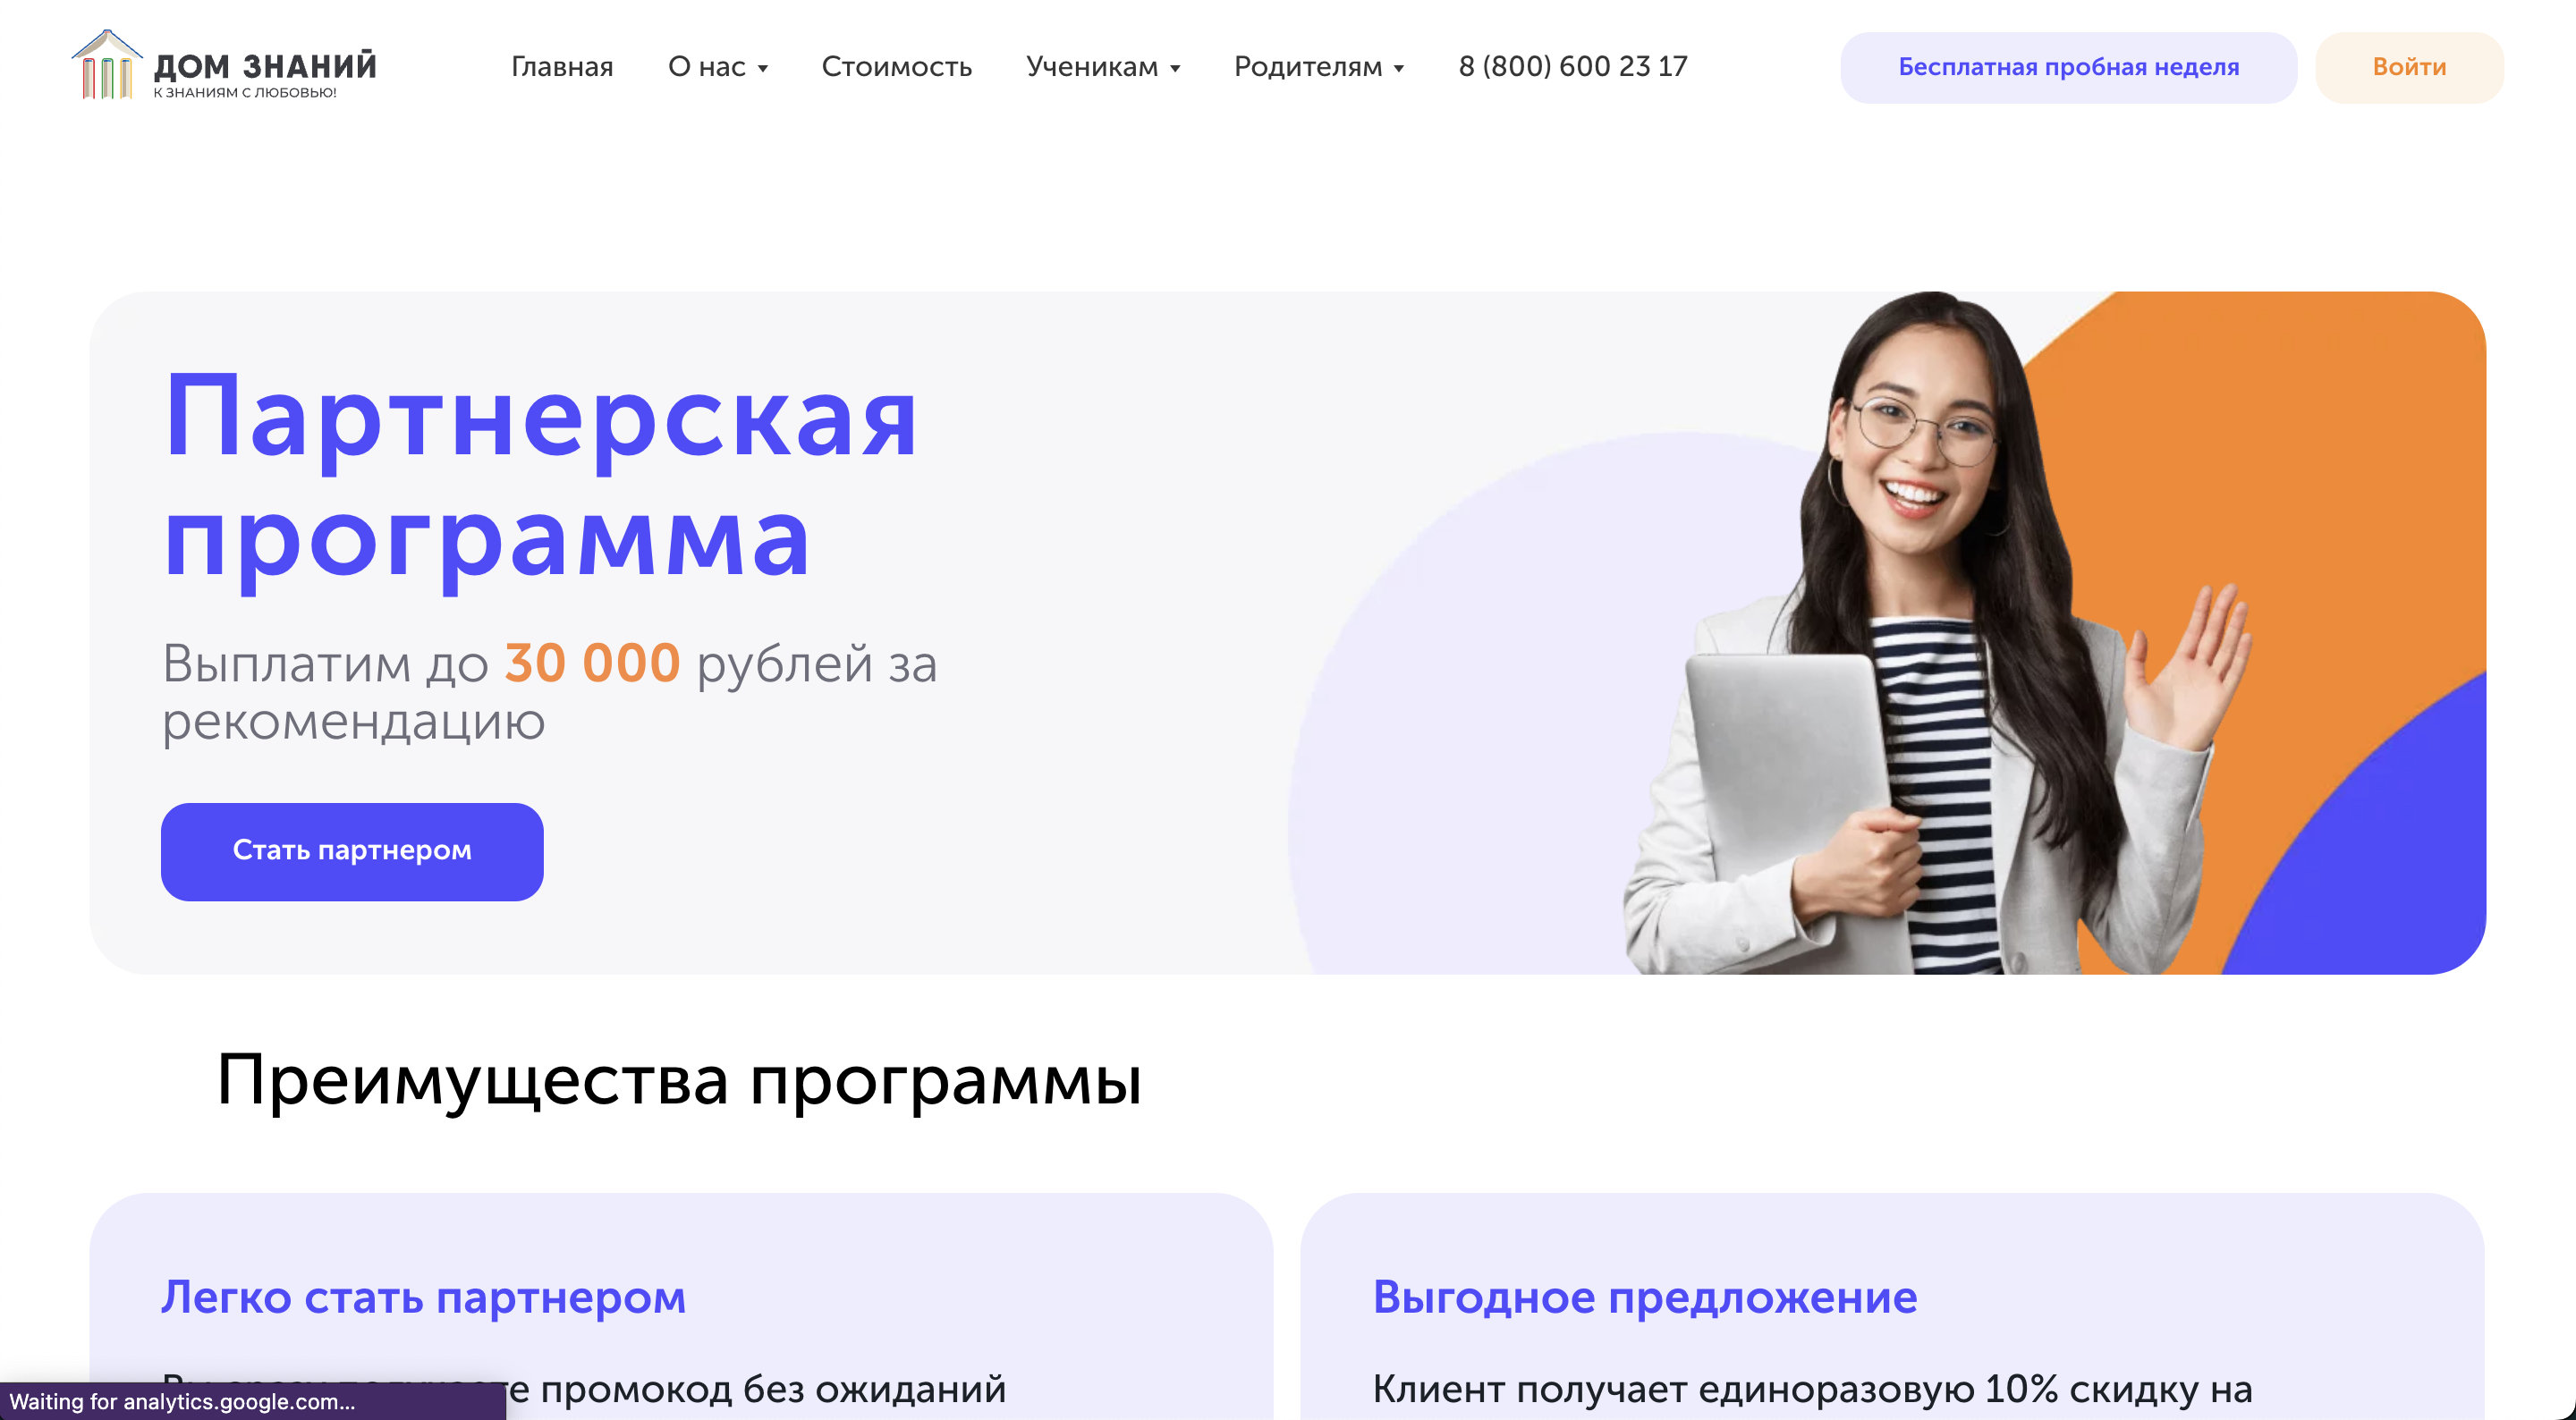 ДОМ ЗНАНИЙ
К ЗНАНИЯМ С ЛЮБОВЬЮ!
Главная
О нас
Стоимость
Ученикам
Родителям
8 (800) 600 23 17
Бесплатная пробная неделя
Войти
Партнерская
программа
Выплатим до 30 000 рублей за
рекомендацию
Стать партнером
Преимущества программы
Легко стать партнером
промокод без ожиданий
Выгодное предложение
Клиент получает единоразовую 10% скидку на
Waiting for analytics.google.com...